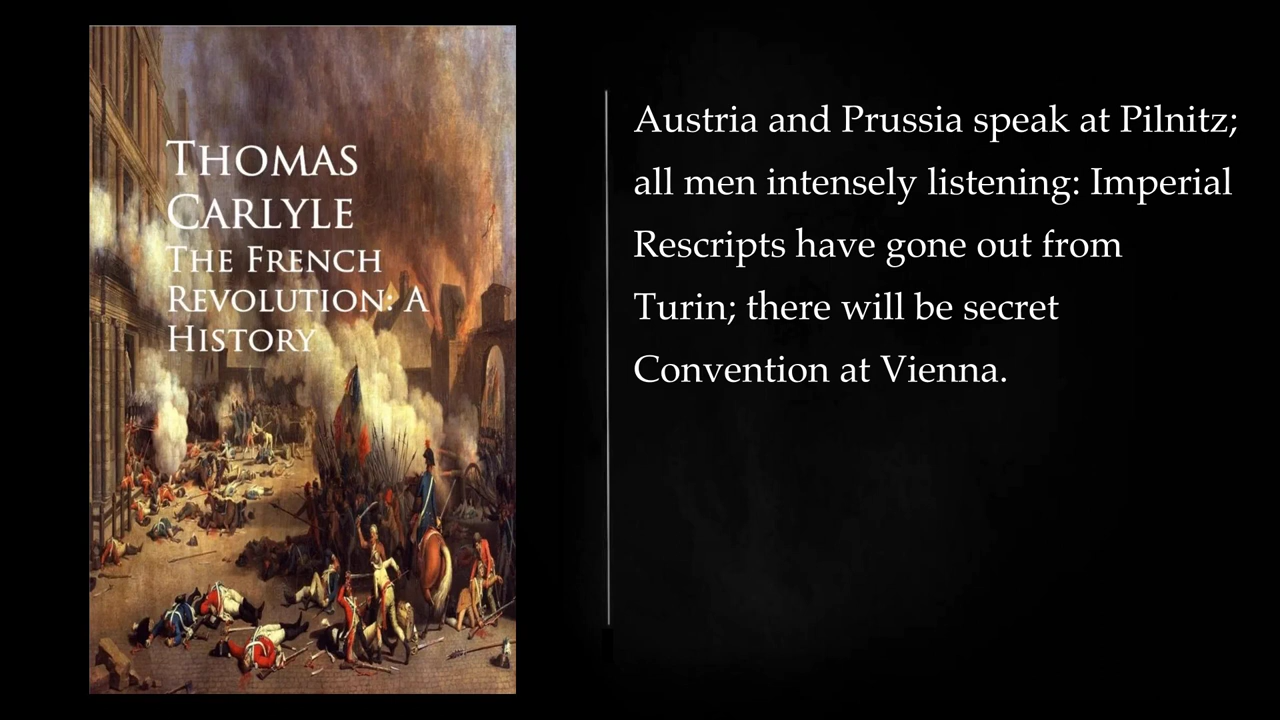 THOMAS
CARLYLE
THE FRENCH
REVOLUTION: A
HISTORY
Austria and Prussia speak at Pilnitz;
all men intensely listening: Imperial
Rescripts have gone out from
Turin; there will be secret
Convention at Vienna.